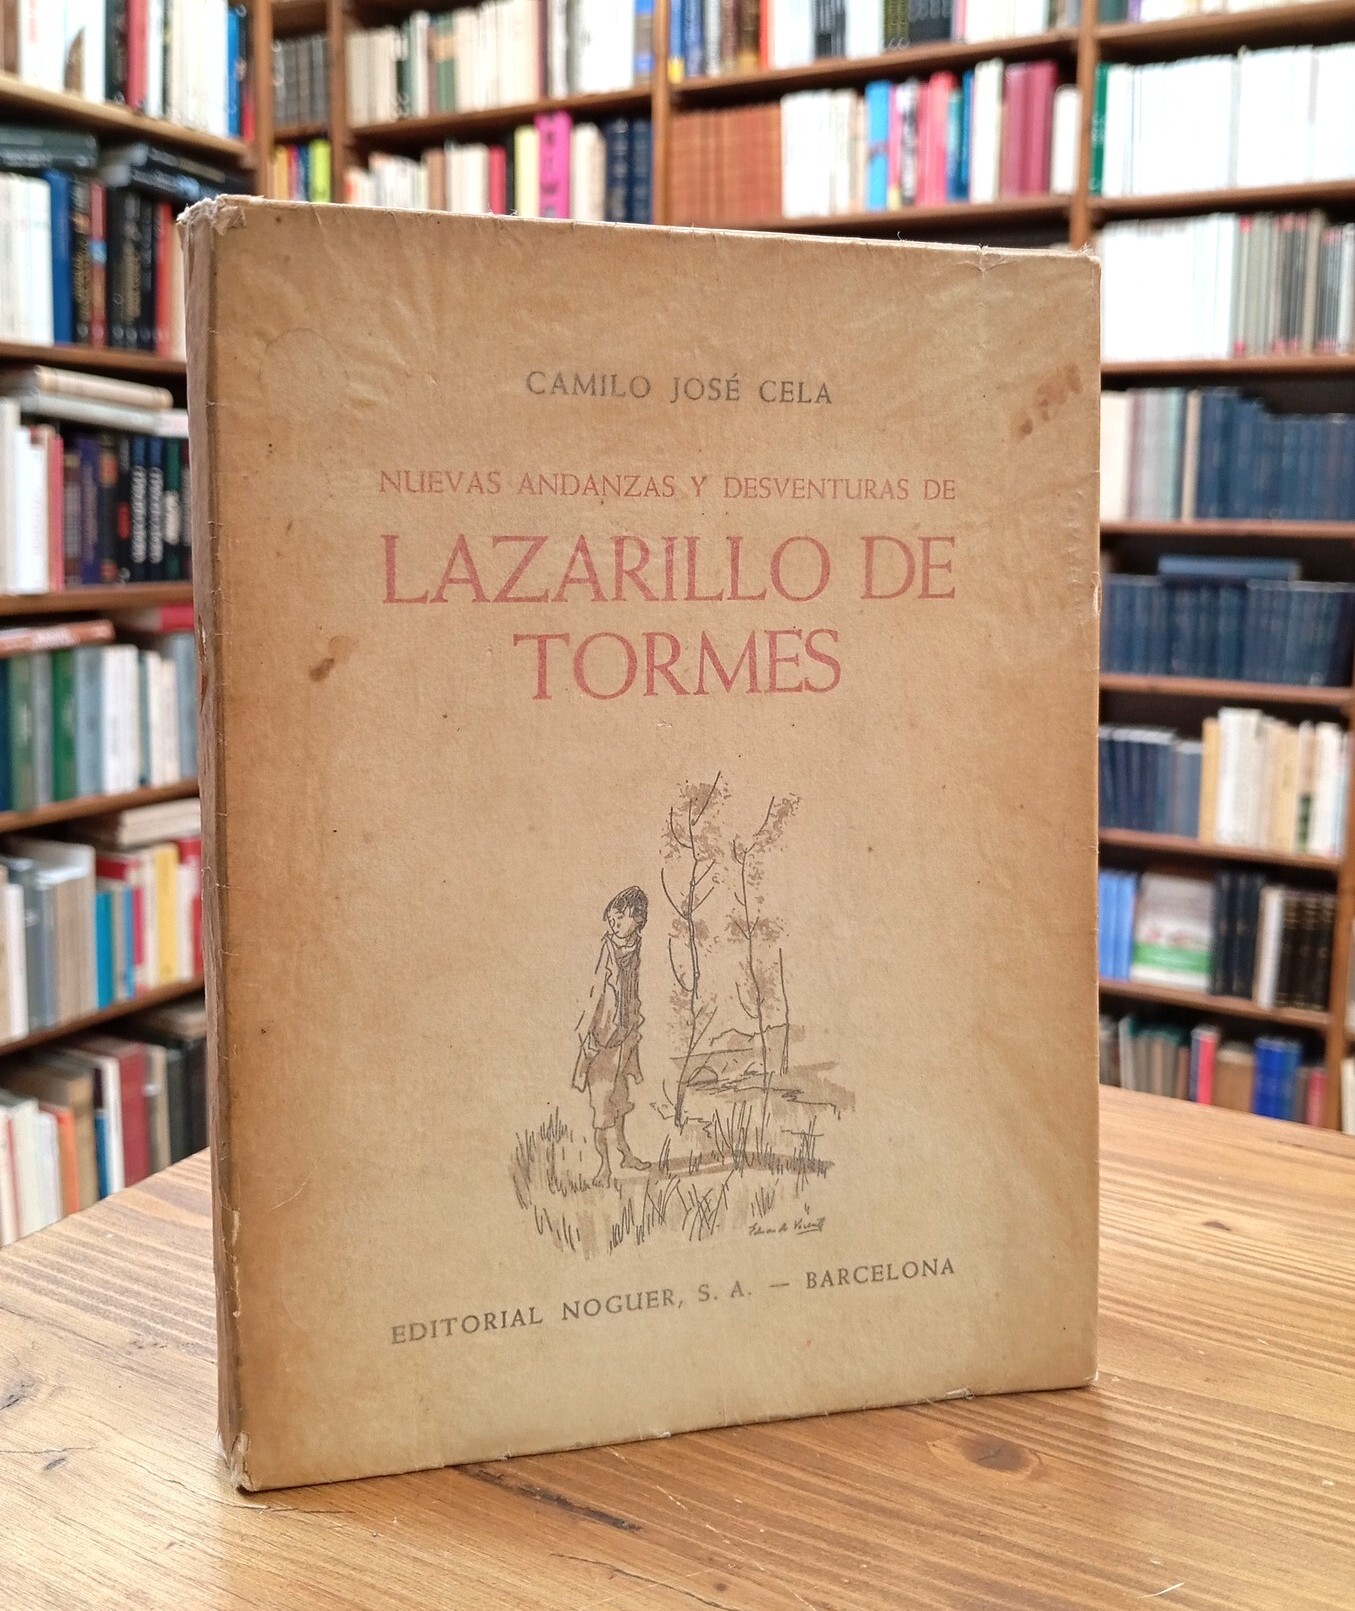 CAMILO JOSÉ CELA
NUEVAS ANDANZAS Y DESVENTURAS DE
LAZARILLO DE
TORMES
EDITORIAL NOGUER, S. A. — BARCELONA